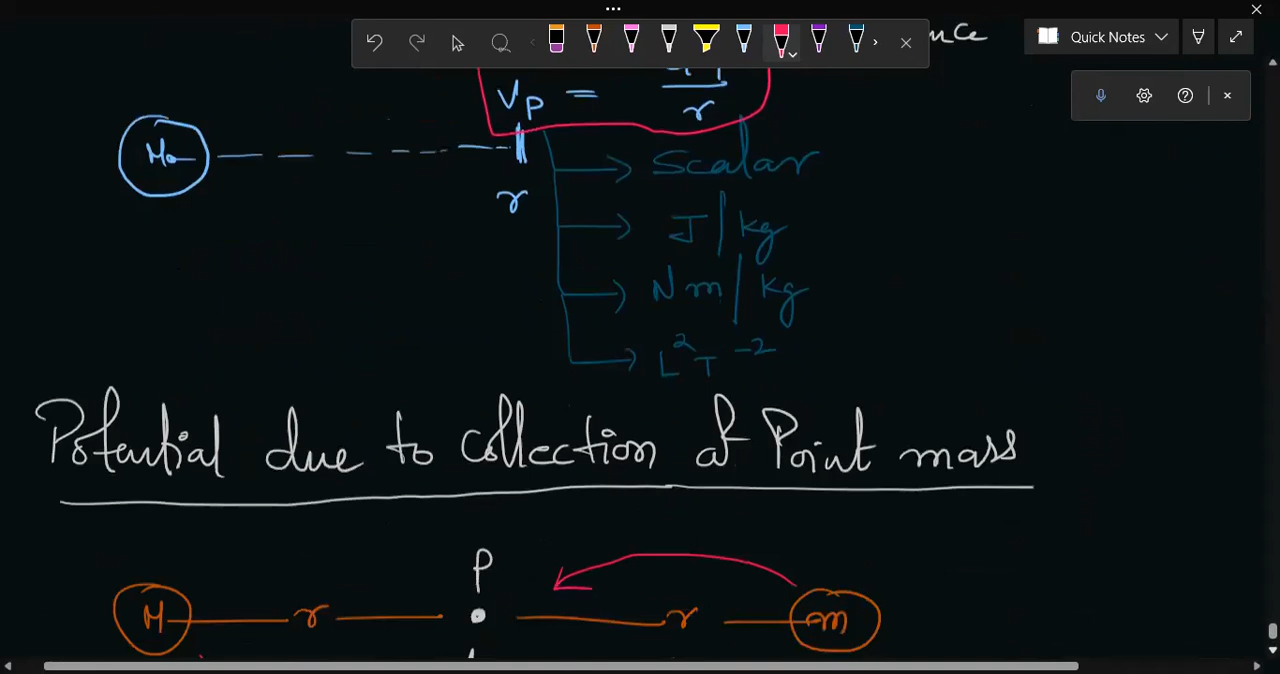 nce
Quick Notes
Vp =
r
Mo
r
Scalar
J/kg
Nm/kg
L²T⁻²
Potential due to collection of Point mass
P
M r r m